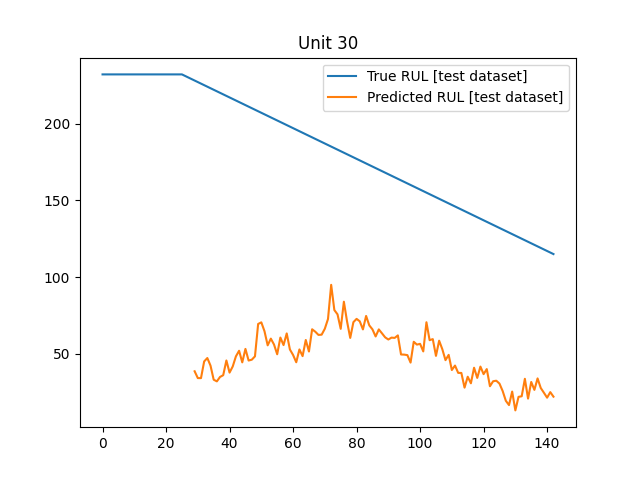 Unit 30
True RUL [test dataset]
Predicted RUL [test dataset]
200
150
100
50
0 20 40 60 80 100 120 140